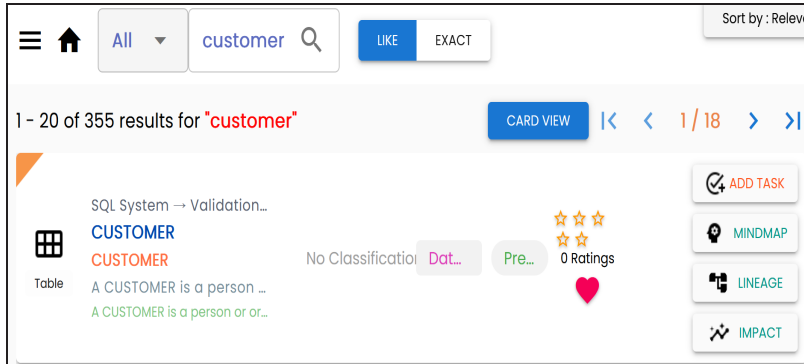 All
customer
LIKE
EXACT
Sort by : Relev
1 - 20 of 355 results for "customer"
CARD VIEW
1 / 18
Table
SQL System → Validation...
CUSTOMER
CUSTOMER
A CUSTOMER is a person ...
A CUSTOMER is a person or or...
No Classification
Dat...
Pre...
0 Ratings
ADD TASK
MINDMAP
LINEAGE
IMPACT